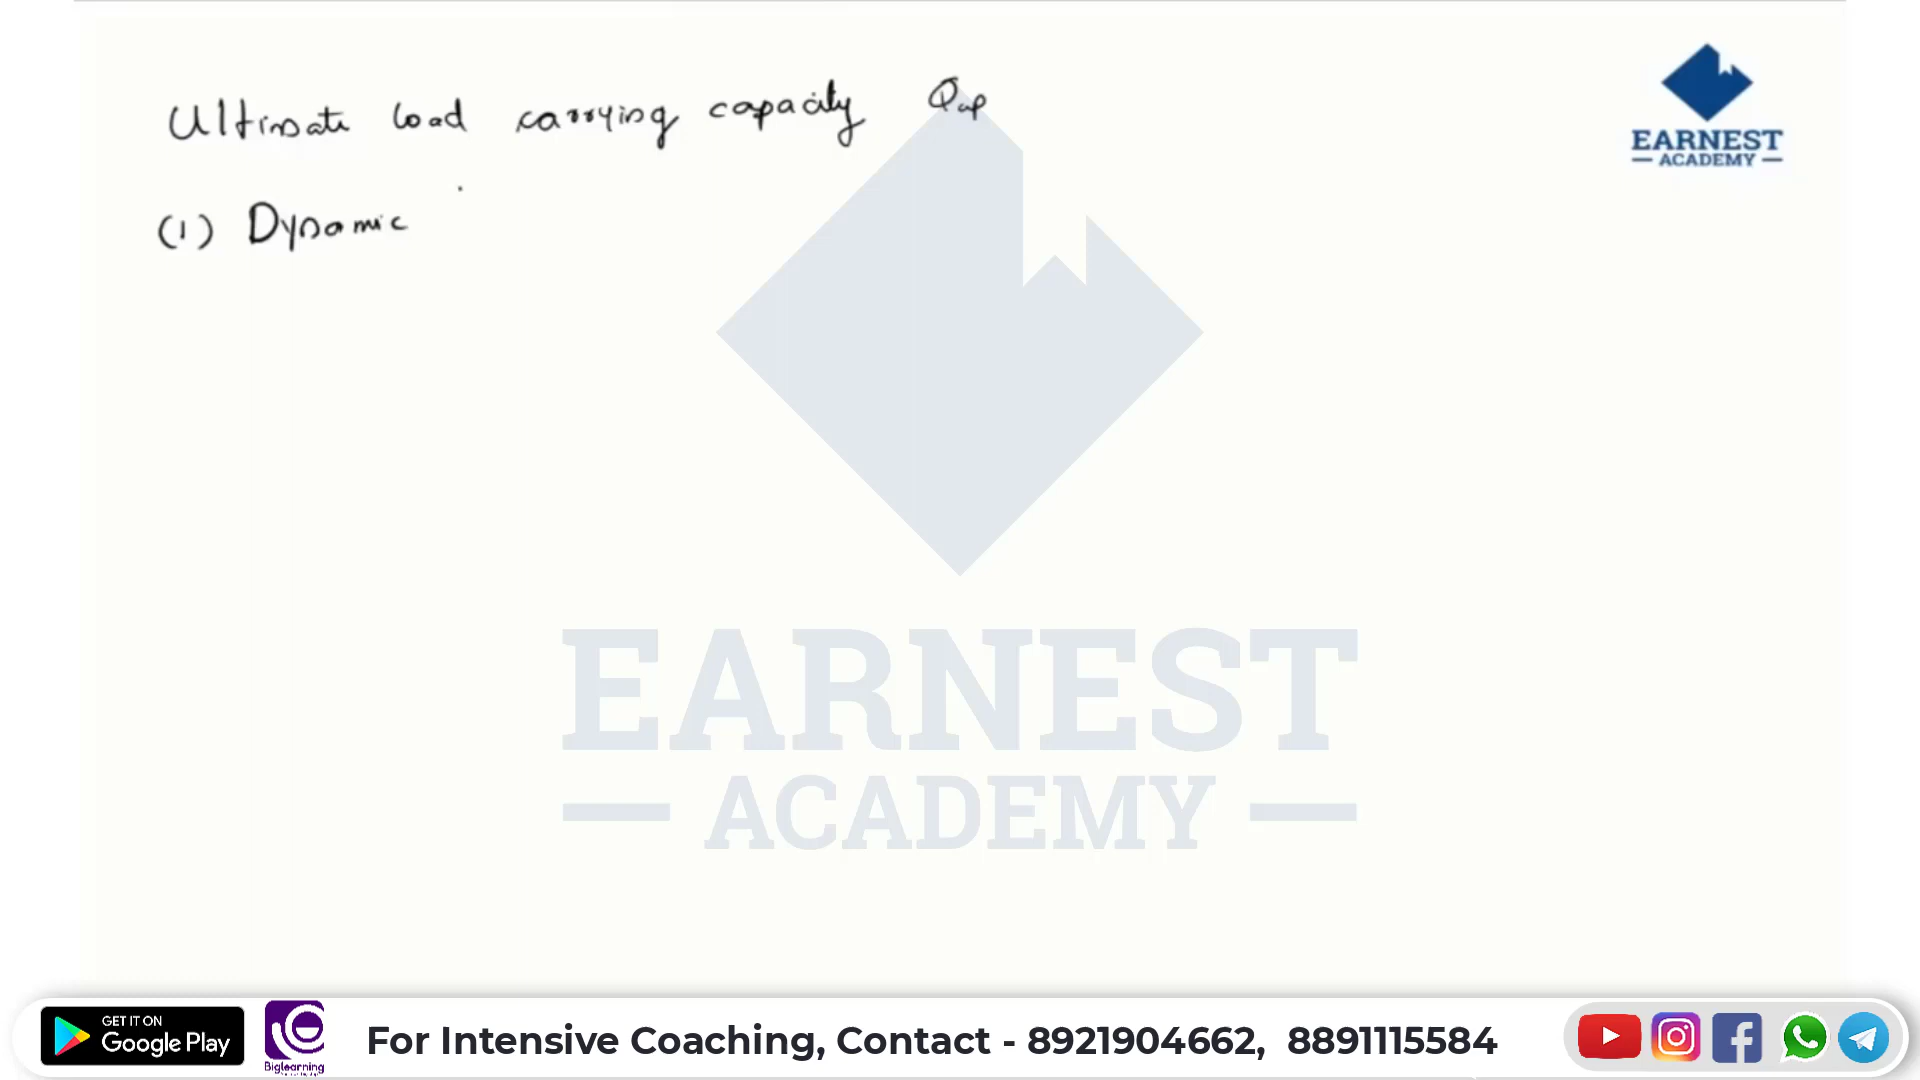 Ultimate load carrying capacity Qup
(1) Dynamic
EARNEST
ACADEMY
EARNEST
ACADEMY
GET IT ON
Google Play
Biglearning
For Intensive Coaching, Contact - 8921904662, 8891115584